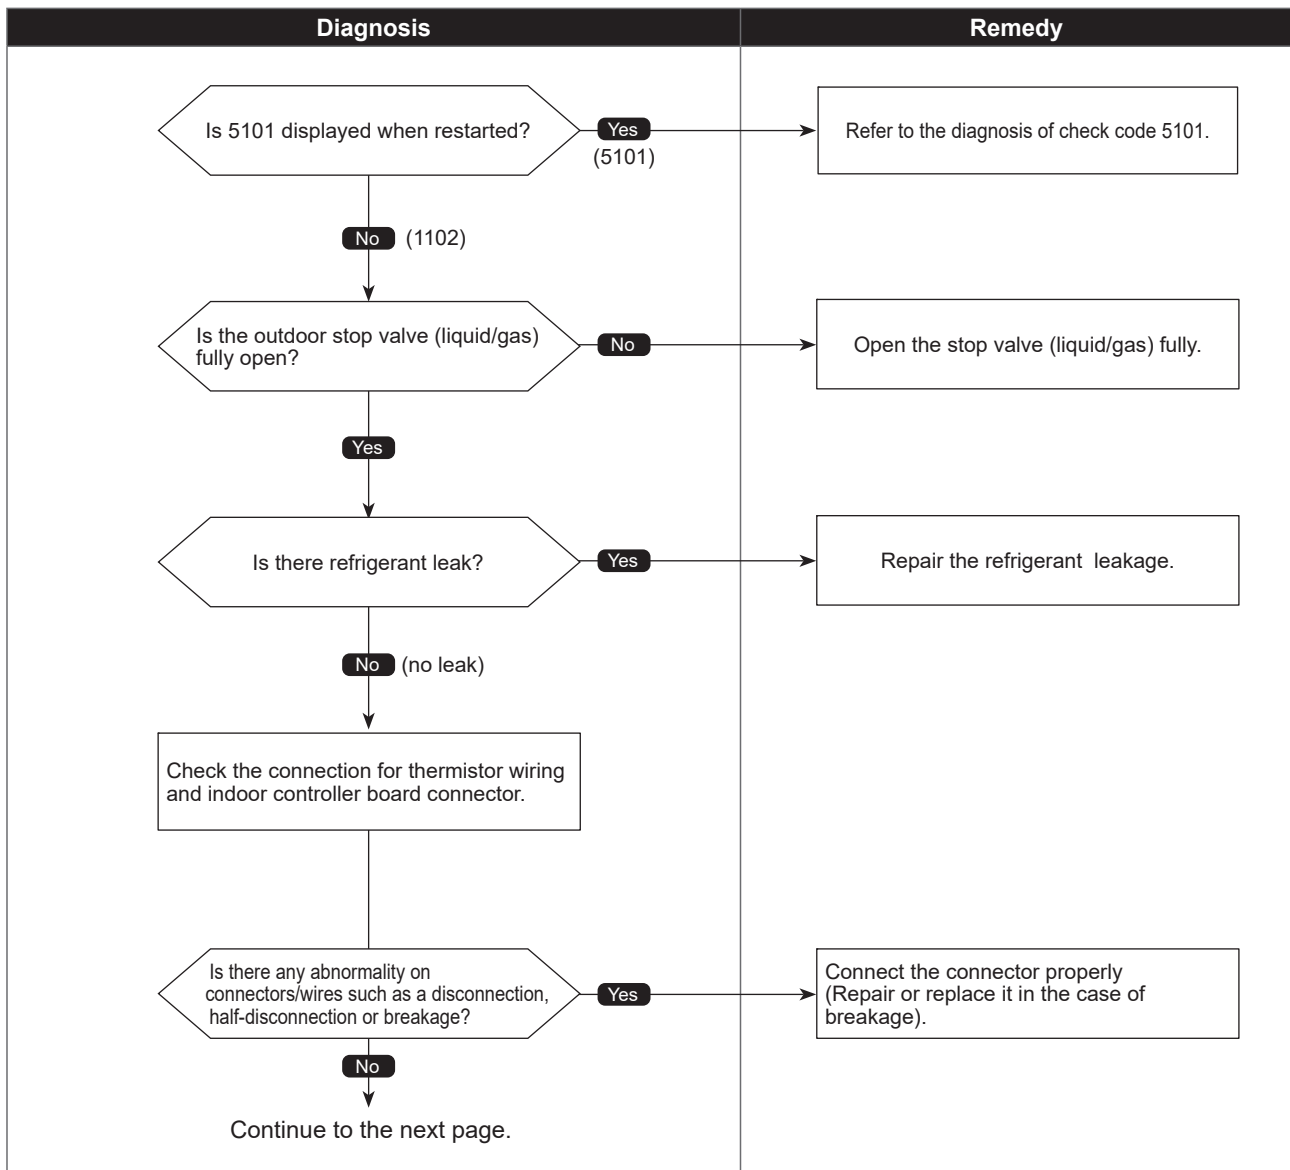 Diagnosis
Remedy
Is 5101 displayed when restarted?
Yes
(5101)
Refer to the diagnosis of check code 5101.
No (1102)
Is the outdoor stop valve (liquid/gas)
fully open?
No
Open the stop valve (liquid/gas) fully.
Yes
Is there refrigerant leak?
Yes
Repair the refrigerant leakage.
No (no leak)
Check the connection for thermistor wiring
and indoor controller board connector.
Is there any abnormality on
connectors/wires such as a disconnection,
half-disconnection or breakage?
Yes
Connect the connector properly
(Repair or replace it in the case of
breakage).
No
Continue to the next page.